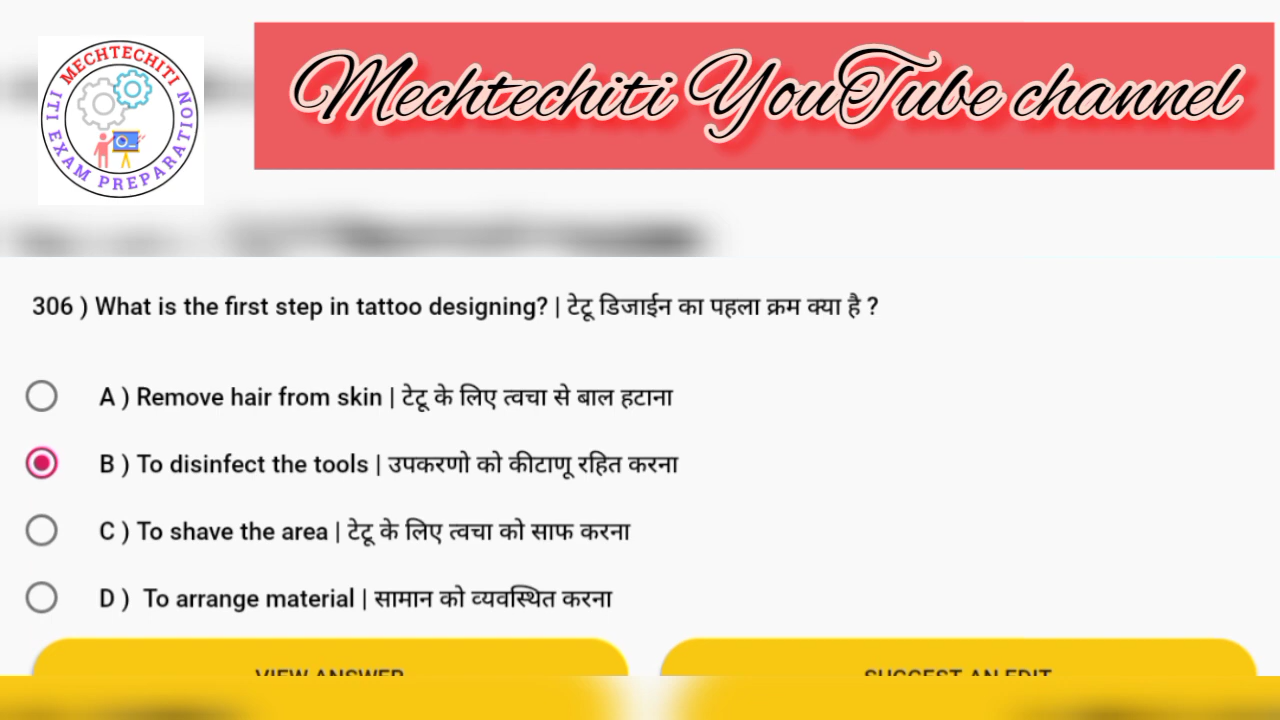 MECHTECHITI
ITI EXAM PREPARATION
Mechtechiti YouTube channel
306 ) What is the first step in tattoo designing? | टेटू डिजाईन का पहला क्रम क्या है ?
A ) Remove hair from skin | टेटू के लिए त्वचा से बाल हटाना
B ) To disinfect the tools | उपकरणो को कीटाणू रहित करना
C ) To shave the area | टेटू के लिए त्वचा को साफ करना
D ) To arrange material | सामान को व्यवस्थित करना
VIEW ANSWER
SUGGEST AN EDIT